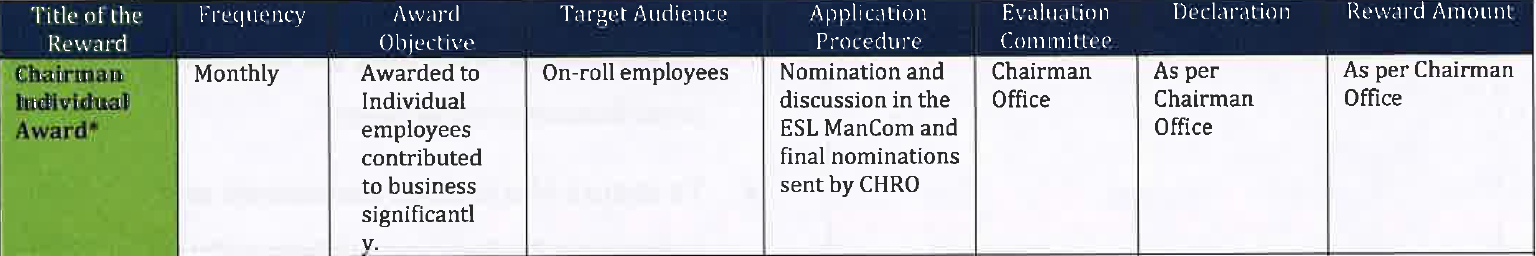 Title of the Reward
Frequency
Award Objective
Target Audience
Application Procedure
Evaluation Committee
Declaration
Reward Amount
Chairman
Individual
Award*
Monthly
Awarded to
Individual
employees
contributed
to business
significantl
y.
On-roll employees
Nomination and
discussion in the
ESL ManCom and
final nominations
sent by CHRO
Chairman
Office
As per
Chairman
Office
As per Chairman
Office